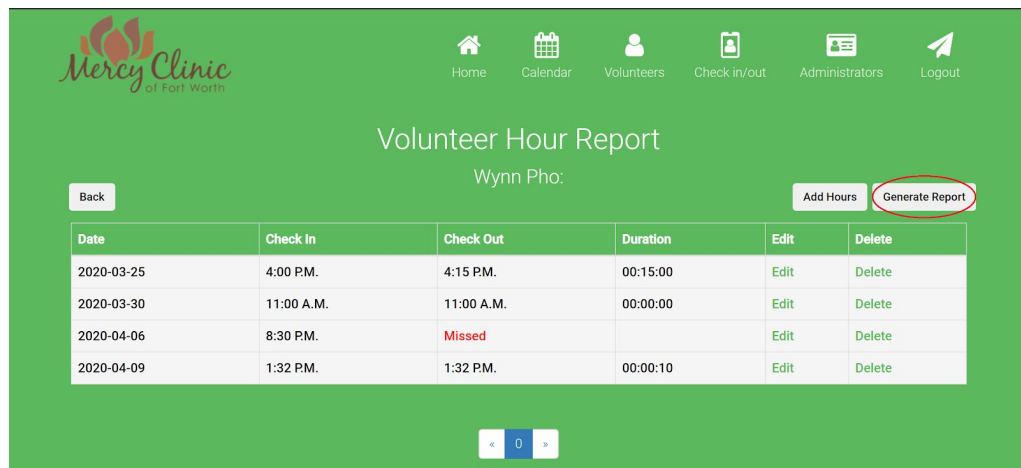 Mercy Clinic
of Fort Worth
Home Calendar Volunteers Check in/out Administrators Logout
Volunteer Hour Report
Wynn Pho:
Back Add Hours Generate Report
Date Check In Check Out Duration Edit Delete
2020-03-25 4:00 P.M. 4:15 P.M. 00:15:00 Edit Delete
2020-03-30 11:00 A.M. 11:00 A.M. 00:00:00 Edit Delete
2020-04-06 8:30 P.M. Missed Edit Delete
2020-04-09 1:32 P.M. 1:32 P.M. 00:00:10 Edit Delete
« 0 »